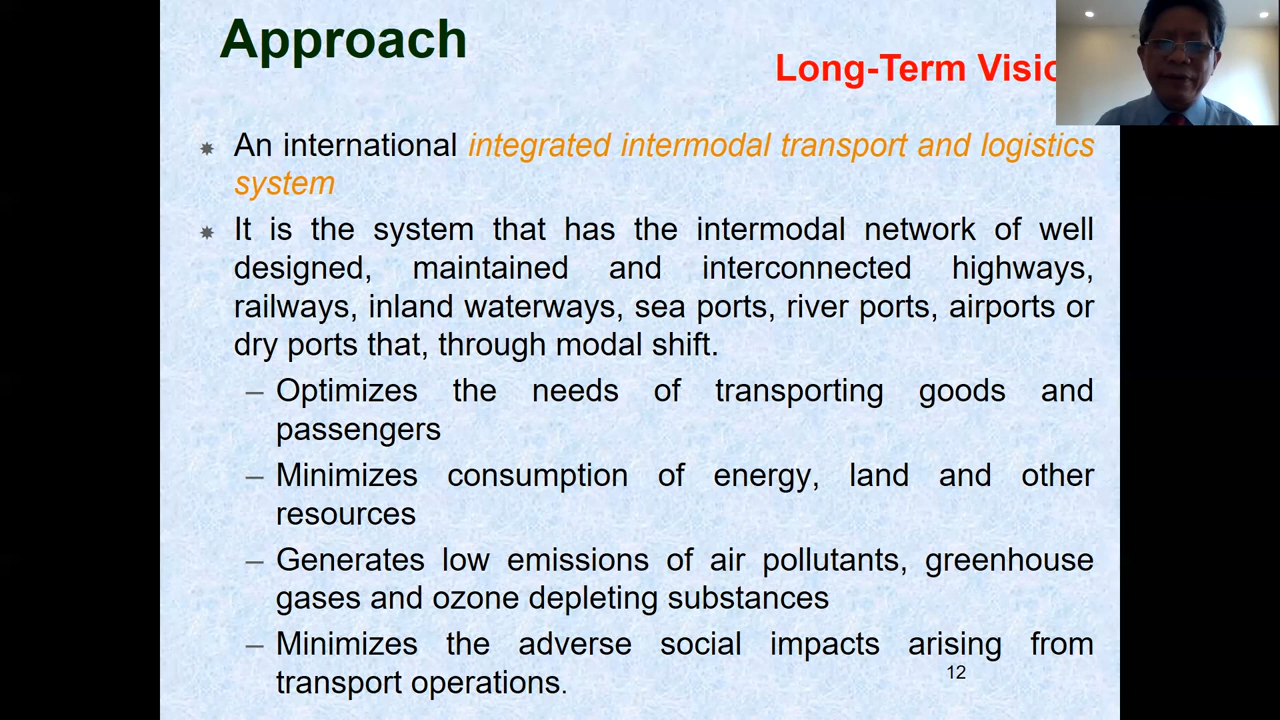 Approach
Long-Term
An international integrated intermodal transport and logistics
system
It is the system that has the intermodal network of well
designed, maintained and interconnected highways,
railways, inland waterways, sea ports, river ports, airports or
dry ports that, through modal shift.
– Optimizes the needs of transporting goods and
passengers
– Minimizes consumption of energy, land and other
resources
– Generates low emissions of air pollutants, greenhouse
gases and ozone depleting substances
– Minimizes the adverse social impacts arising from
transport operations.
12